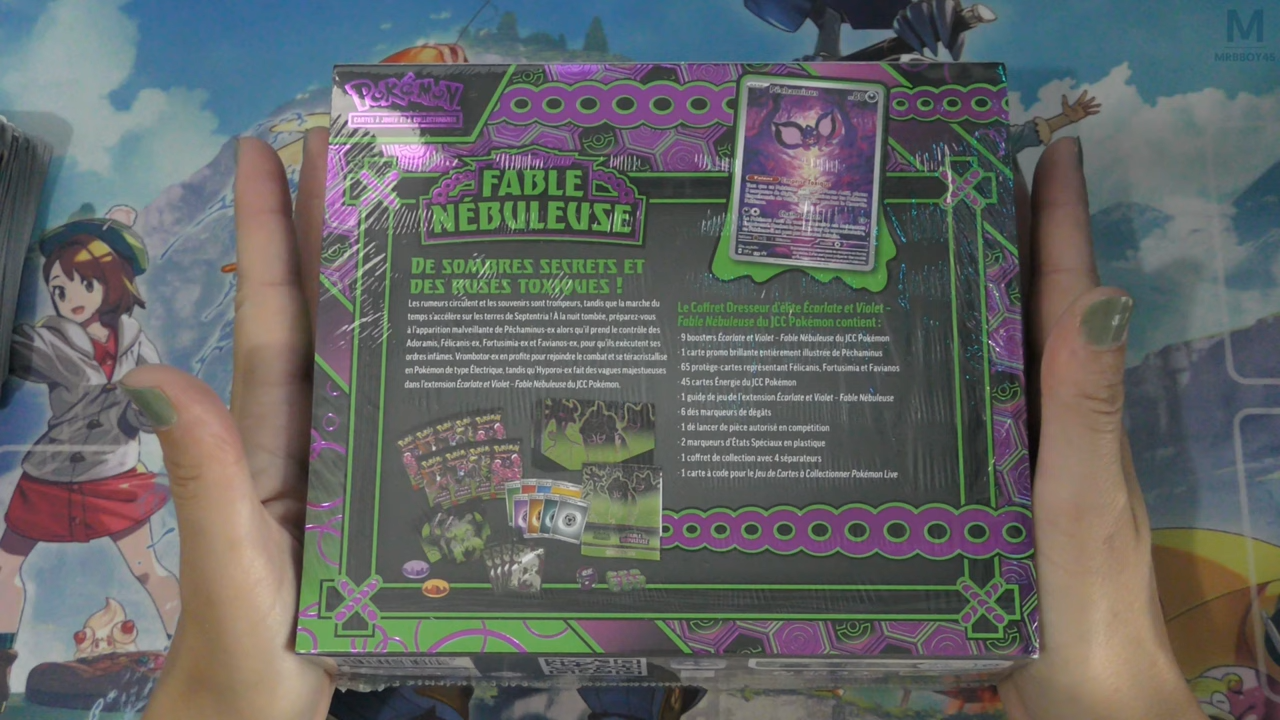 M
MRBBOY45
POKÉMON
CARTES À JOUER ET À COLLECTIONNER
Péchaminus
FABLE
NÉBULEUSE
DE SOMBRES SECRETS ET
DES RUSES TOXIQUES !
Les rumeurs circulent et les souvenirs sont trompeurs, tandis que la marche du
temps s'accélère sur les terres de Septentria ! À la nuit tombée, préparez-vous
à l'apparition malveillante de Pêchaminus-ex alors qu'il prend le contrôle des
Adoramis, Félicanis-ex, Fortusimia-ex et Favianos-ex, pour qu'ils exécutent ses
ordres infâmes. Vrombotor-ex en profite pour rejoindre le combat et se téracristallise
en Pokémon de type Électrique, tandis qu'Hyporoi-ex fait des vagues majestueuses
dans l'extension Écarlate et Violet - Fable Nébuleuse du JCC Pokémon.
Le Coffret Dresseur d'élite Écarlate et Violet -
Fable Nébuleuse du JCC Pokémon contient :
· 9 boosters Écarlate et Violet - Fable Nébuleuse du JCC Pokémon
· 1 carte promo brillante entièrement illustrée de Pêchaminus
· 65 protège-cartes représentant Félicanis, Fortusimia et Favianos
· 45 cartes Énergie du JCC Pokémon
· 1 guide de jeu de l'extension Écarlate et Violet - Fable Nébuleuse
· 6 dés marqueurs de dégâts
· 1 dé lancer de pièce autorisé en compétition
· 2 marqueurs d'États Spéciaux en plastique
· 1 coffret de collection avec 4 séparateurs
· 1 carte à code pour le Jeu de Cartes à Collectionner Pokémon Live
FABLE
NÉBULEUSE